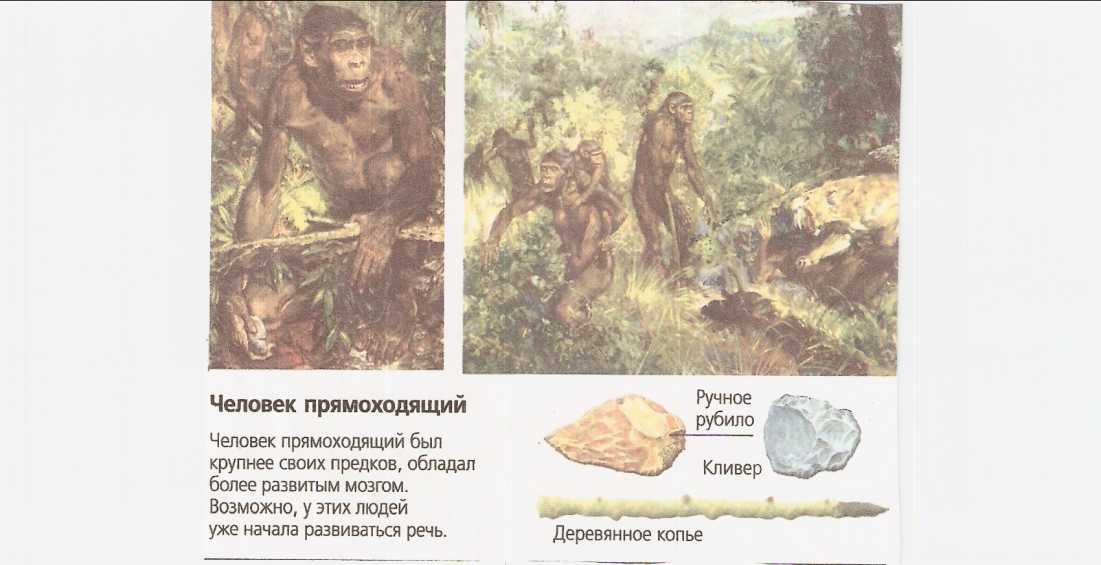 Человек прямоходящий
Человек прямоходящий был
крупнее своих предков, обладал
более развитым мозгом.
Возможно, у этих людей
уже начала развиваться речь.
Ручное
рубило
Кливер
Деревянное копье